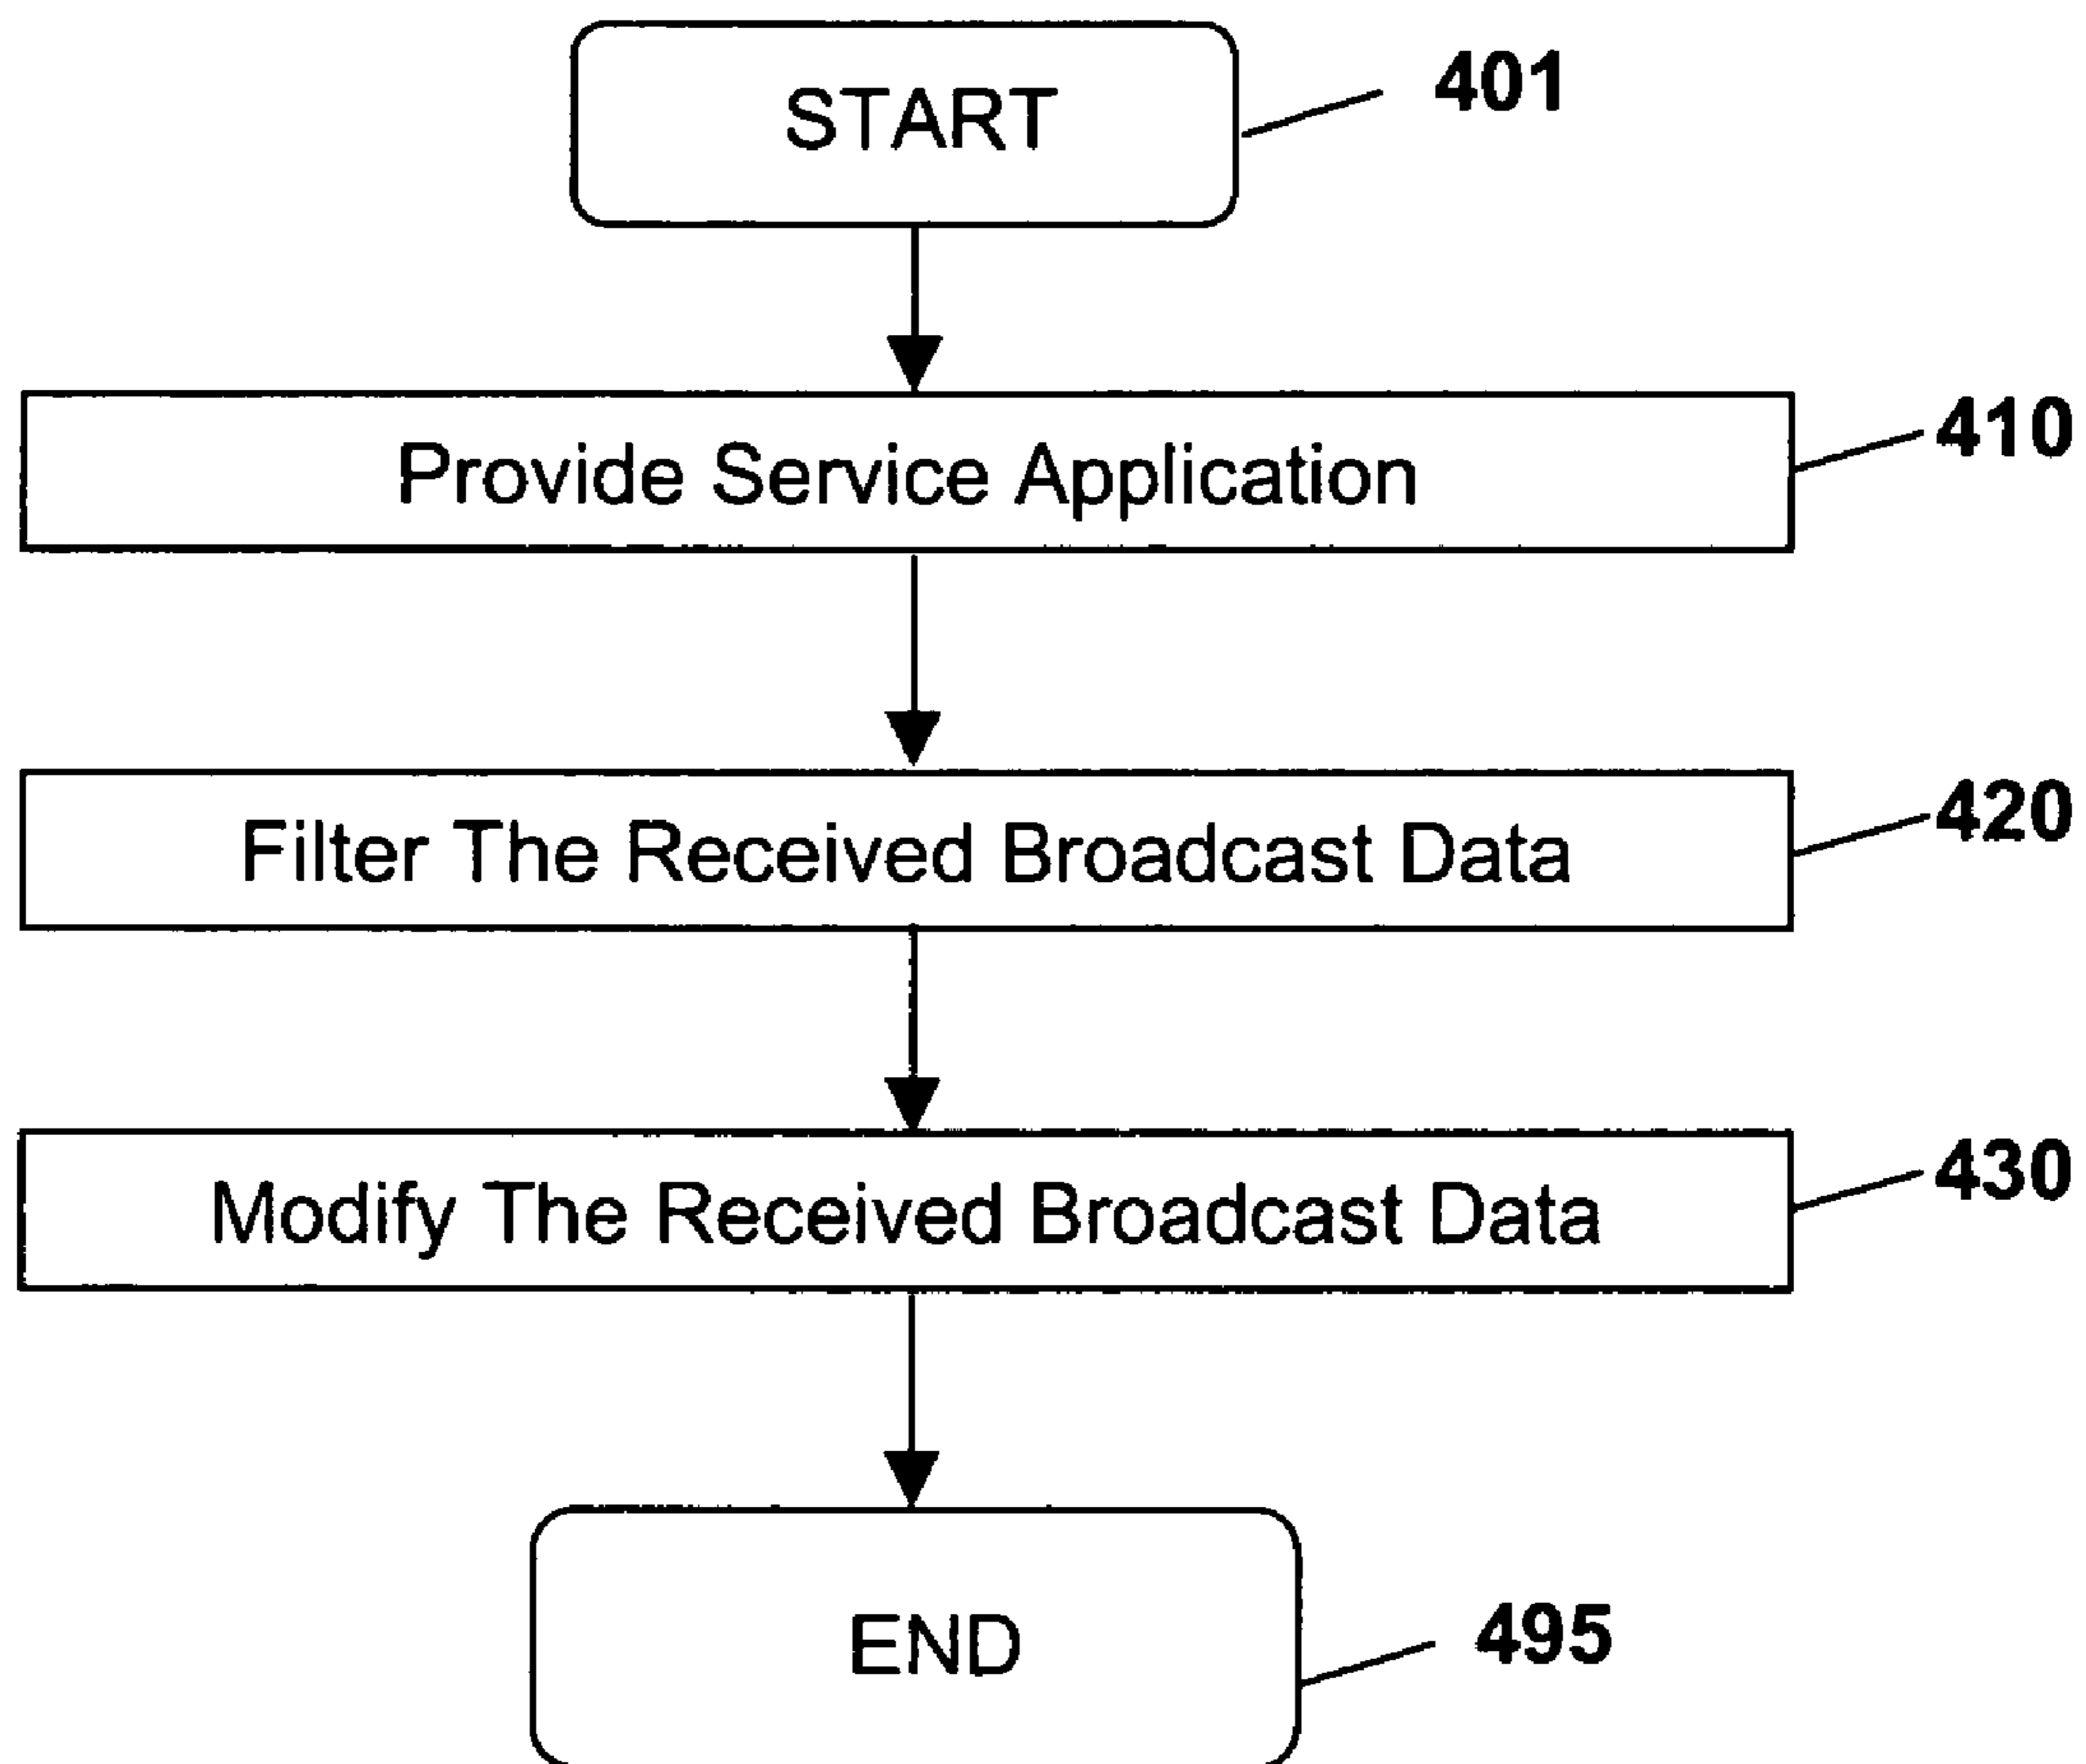 START
401
Provide Service Application
410
Filter The Received Broadcast Data
420
Modify The Received Broadcast Data
430
END
495